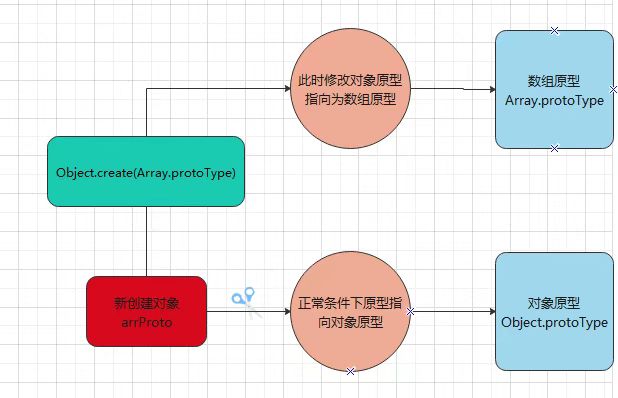 此时修改对象原型
指向为数组原型
数组原型
Array.protoType
Object.create(Array.protoType)
新创建对象
arrProto
正常条件下原型指
向对象原型
对象原型
Object.protoType